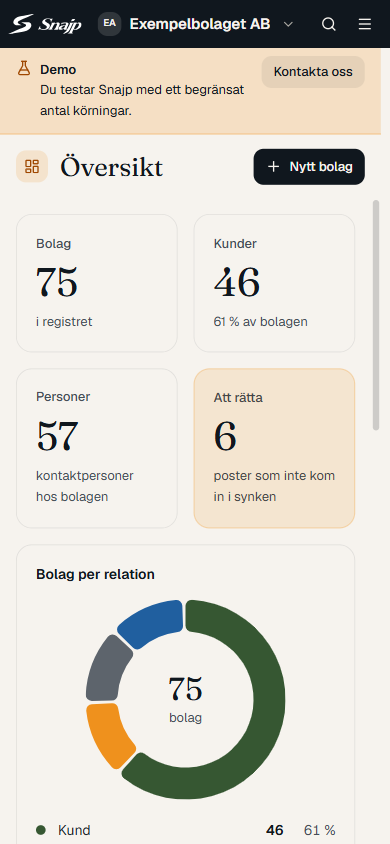 Snajp
EA Exempelbolaget AB
Demo
Du testar Snajp med ett begränsat
antal körningar.
Kontakta oss
Översikt
Nytt bolag
Bolag
75
i registret
Kunder
46
61 % av bolagen
Personer
57
kontaktpersoner
hos bolagen
Att rätta
6
poster som inte kom
in i synken
Bolag per relation
75
bolag
Kund 46 61 %